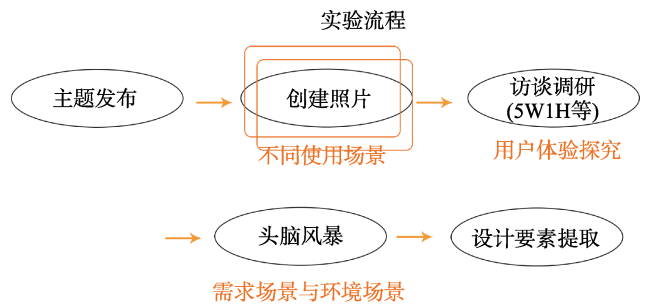 实验流程
主题发布
创建照片
访谈调研
(5W1H等)
不同使用场景
用户体验探究
头脑风暴
设计要素提取
需求场景与环境场景